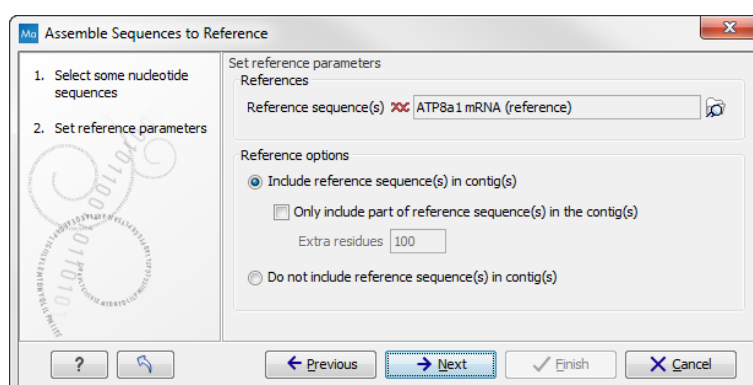 Ma Assemble Sequences to Reference
1. Select some nucleotide
sequences
2. Set reference parameters
Set reference parameters
References
Reference sequence(s) ATP8a1 mRNA (reference)
Reference options
Include reference sequence(s) in contig(s)
Only include part of reference sequence(s) in the contig(s)
Extra residues 100
Do not include reference sequence(s) in contig(s)
? Previous Next Finish Cancel